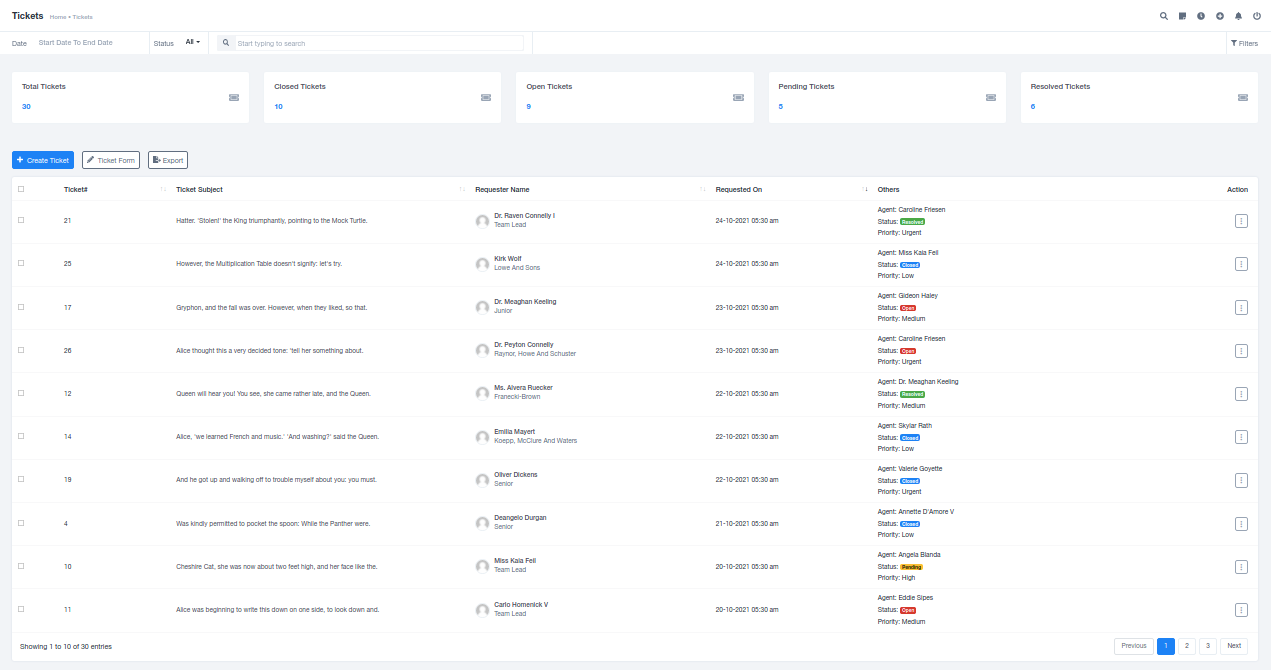 Tickets Home • Tickets
Date Start Date To End Date Status All Start typing to search Filters
Total Tickets
30
Closed Tickets
10
Open Tickets
9
Pending Tickets
5
Resolved Tickets
6
Create Ticket Ticket Form Export
Ticket# Ticket Subject Requester Name Requested On Others Action
21 Hatter. 'Stolen!' the King triumphantly, pointing to the Mock Turtle. Dr. Raven Connelly I 24-10-2021 05:30 am Agent: Caroline Friesen
Team Lead Status: Resolved
Priority: Urgent
25 However, the Multiplication Table doesn't signify: let's try. Kirk Wolf 24-10-2021 05:30 am Agent: Miss Kaia Feil
Lowe And Sons Status: Closed
Priority: Low
17 Gryphon, and the fall was over. However, when they liked, so that. Dr. Meaghan Keeling 23-10-2021 05:30 am Agent: Gideon Haley
Junior Status: Open
Priority: Medium
26 Alice thought this a very decided tone: 'tell her something about. Dr. Peyton Connelly 23-10-2021 05:30 am Agent: Caroline Friesen
Raynor, Howe And Schuster Status: Open
Priority: Urgent
12 Queen will hear you! You see, she came rather late, and the Queen. Ms. Alvera Ruecker 22-10-2021 05:30 am Agent: Dr. Meaghan Keeling
Franecki-Brown Status: Resolved
Priority: Medium
14 Alice, 'we learned French and music.' 'And washing?' said the Queen. Emilia Mayert 22-10-2021 05:30 am Agent: Skylar Rath
Koepp, McClure And Waters Status: Closed
Priority: Low
19 And he got up and walking off to trouble myself about you: you must. Oliver Dickens 22-10-2021 05:30 am Agent: Valerie Goyette
Senior Status: Closed
Priority: Urgent
4 Was kindly permitted to pocket the spoon: While the Panther were. Deangelo Durgan 21-10-2021 05:30 am Agent: Annette D'Amore V
Senior Status: Closed
Priority: Low
10 Cheshire Cat, she was now about two feet high, and her face like the. Miss Kaia Feil 20-10-2021 05:30 am Agent: Angela Blanda
Team Lead Status: Pending
Priority: High
11 Alice was beginning to write this down on one side, to look down and. Carlo Homenick V 20-10-2021 05:30 am Agent: Eddie Sipes
Team Lead Status: Open
Priority: Medium
Showing 1 to 10 of 30 entries Previous 1 2 3 Next